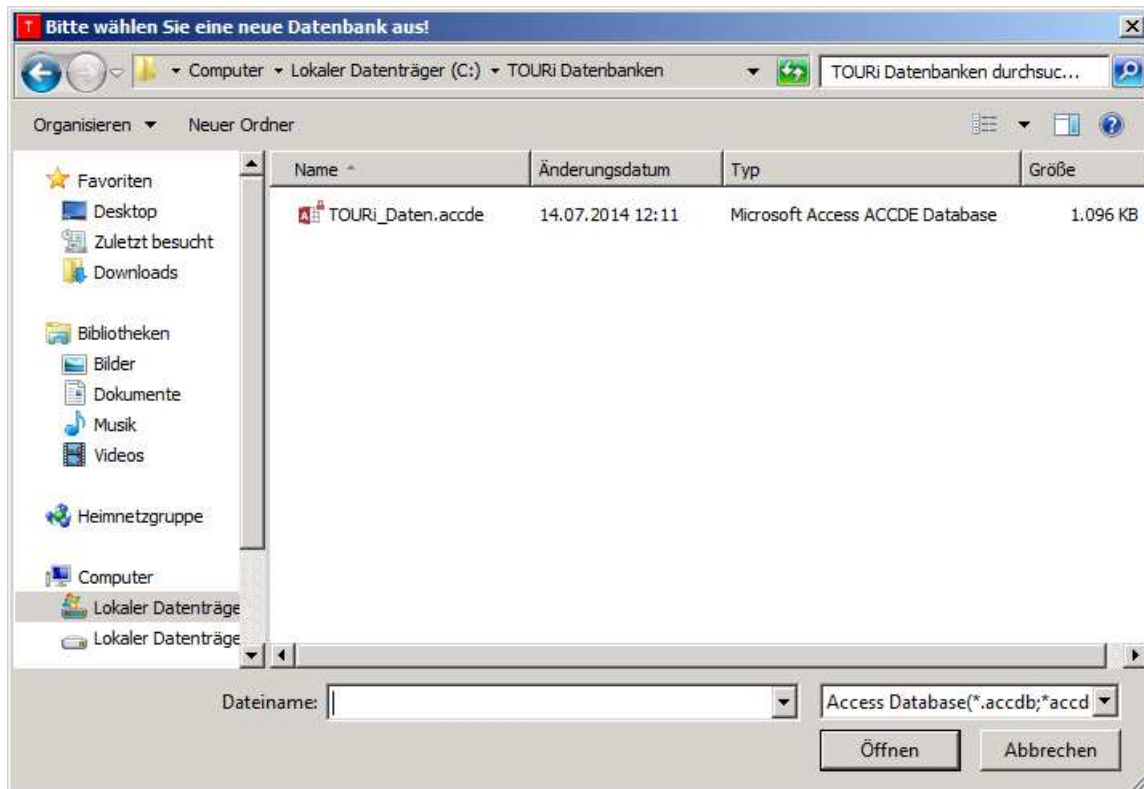 T Bitte wählen Sie eine neue Datenbank aus!
Computer Lokaler Datenträger (C:) TOURi Datenbanken TOURi Datenbanken durchsuc...
Organisieren Neuer Ordner
Name Änderungsdatum Typ Größe
Favoriten
TOURi_Daten.accde 14.07.2014 12:11 Microsoft Access ACCDE Database 1.096 KB
Desktop
Zuletzt besucht
Downloads
Bibliotheken
Bilder
Dokumente
Musik
Videos
Heimnetzgruppe
Computer
Lokaler Datenträge
Lokaler Datenträge
Dateiname: Access Database(*.accdb;*accd
Öffnen Abbrechen